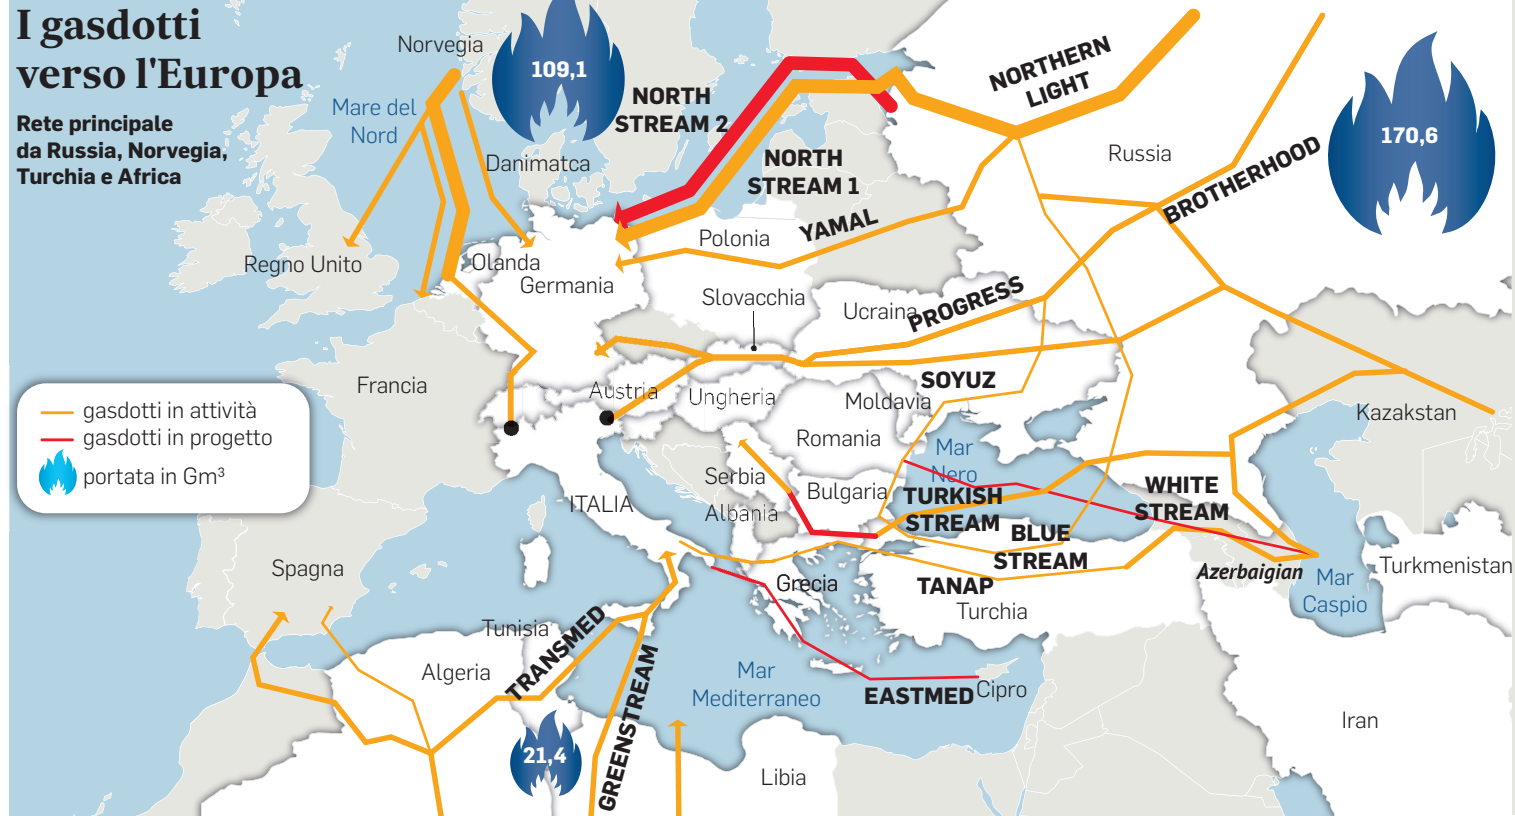 I gasdotti
verso l'Europa
Rete principale
da Russia, Norvegia,
Turchia e Africa
Norvegia
Mare del
Nord
109,1
NORTH
STREAM 2
NORTHERN
LIGHT
170,6
Danimatca
NORTH
STREAM 1
Russia
BROTHERHOOD
Regno Unito
Olanda
Germania
Polonia
YAMAL
Slovacchia
Ucraina
PROGRESS
gasdotti in attività
gasdotti in progetto
portata in Gm³
Francia
Austria
Ungheria
SOYUZ
Moldavia
Romania
Kazakstan
Mar
Nero
Serbia
Bulgaria
Albania
ITALIA
TURKISH
STREAM
WHITE
STREAM
BLUE
STREAM
Spagna
Grecia
TANAP
Turchia
Azerbaigian
Mar
Caspio
Turkmenistan
Tunisia
Algeria
TRANSMED
GREENSTREAM
Mar
Mediterraneo
EASTMED
Cipro
Iran
21,4
Libia